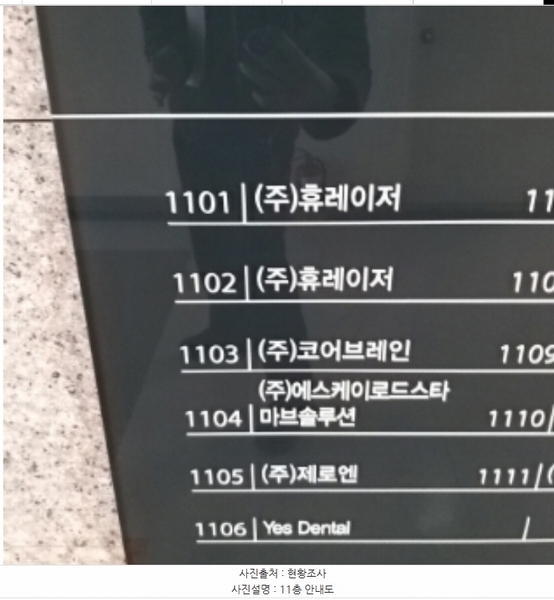 1101 (주)휴레이저 11
1102 (주)휴레이저 110
1103 (주)코어브레인 1109
(주)에스케이로드스타
1104 마브솔루션 1110/
1105 (주)제로엔 1111/(
1106 Yes Dental /
사진출처 : 현황조사
사진설명 : 11층 안내도